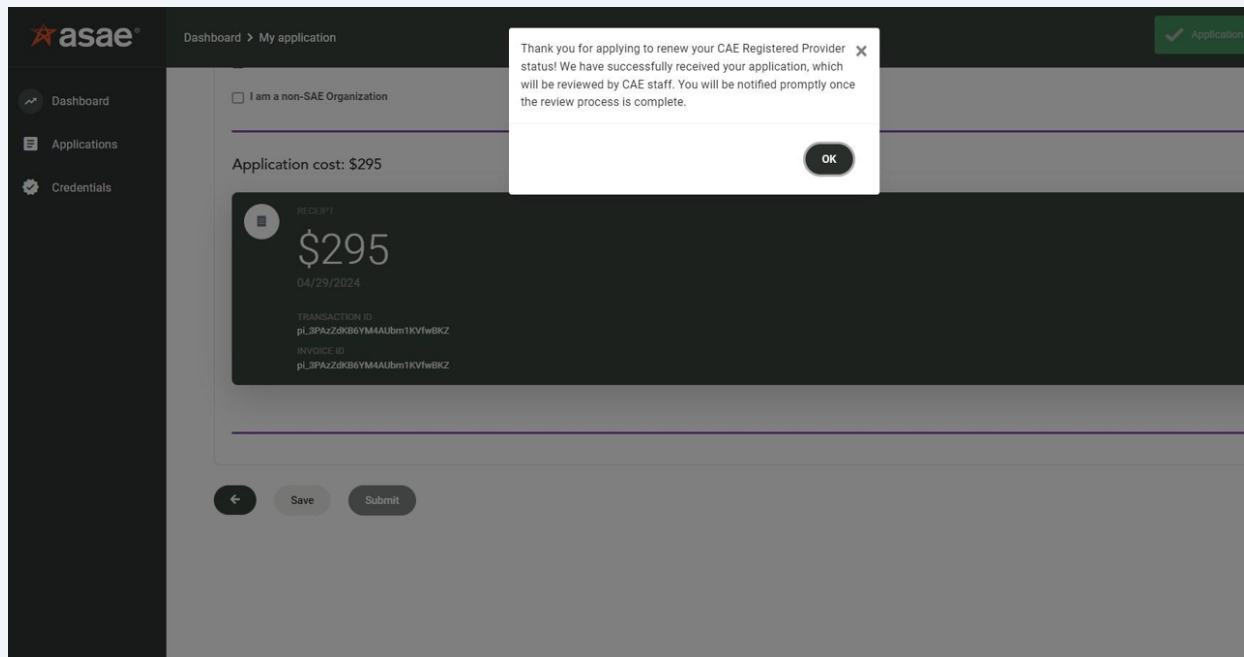 asae®
Dashboard > My application
Thank you for applying to renew your CAE Registered Provider
status! We have successfully received your application, which
will be reviewed by CAE staff. You will be notified promptly once
the review process is complete.
×
OK
Application
Dashboard
Applications
Credentials
I am a non-SAE Organization
Application cost: $295
RECEIPT
$295
04/29/2024
TRANSACTION ID
pi_3PAzZdKB6YM4AUbm1KVfwBKZ
INVOICE ID
pi_3PAzZdKB6YM4AUbm1KVfwBKZ
Save
Submit